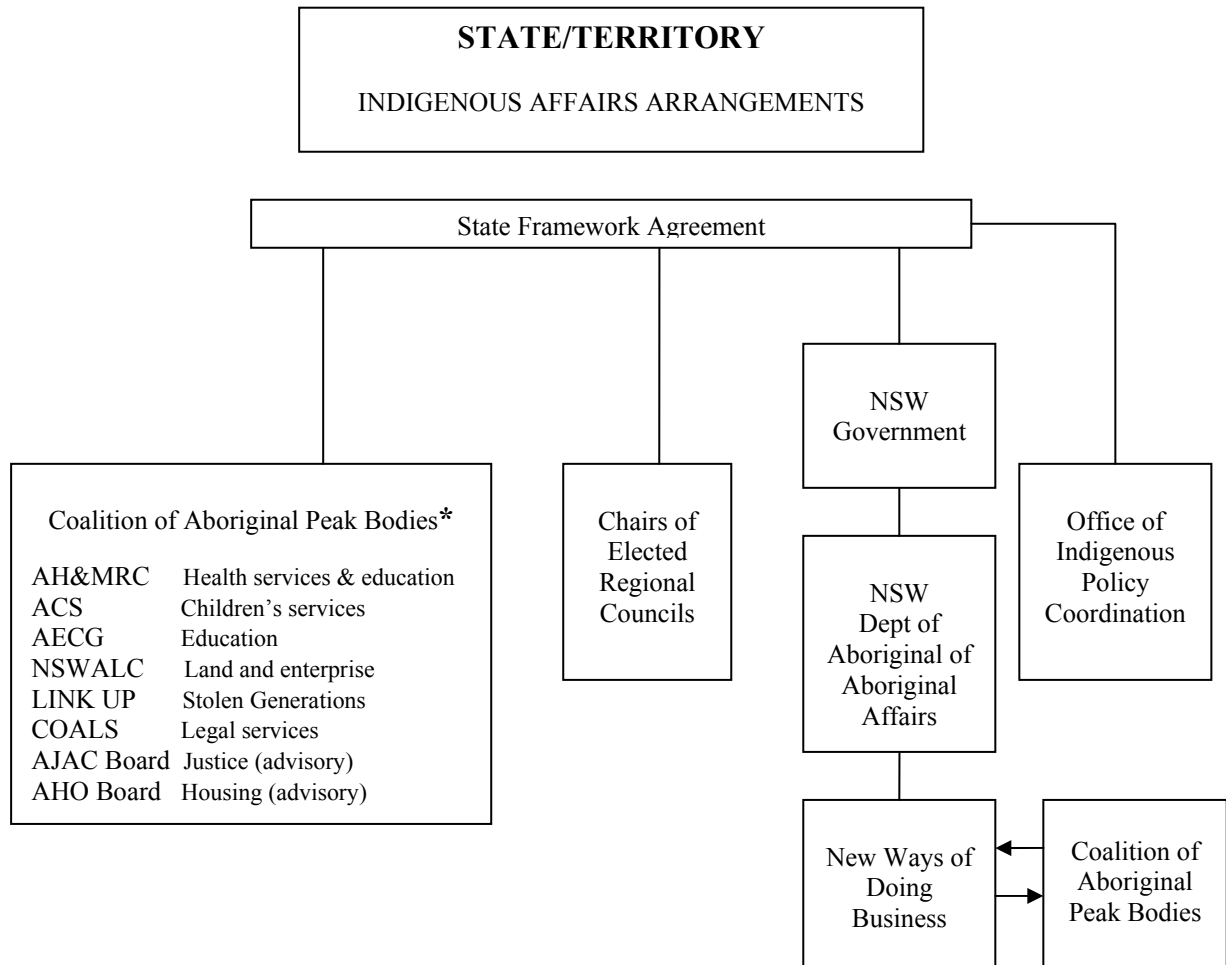 STATE/TERRITORY
INDIGENOUS AFFAIRS ARRANGEMENTS
State Framework Agreement
Coalition of Aboriginal Peak Bodies*
AH&MRC Health services & education
ACS Children’s services
AECG Education
NSWALC Land and enterprise
LINK UP Stolen Generations
COALS Legal services
AJAC Board Justice (advisory)
AHO Board Housing (advisory)
Chairs of
Elected
Regional
Councils
NSW
Government
NSW
Dept of
Aboriginal of
Aboriginal
Affairs
Office of
Indigenous
Policy
Coordination
New Ways of
Doing
Business
Coalition of
Aboriginal
Peak Bodies